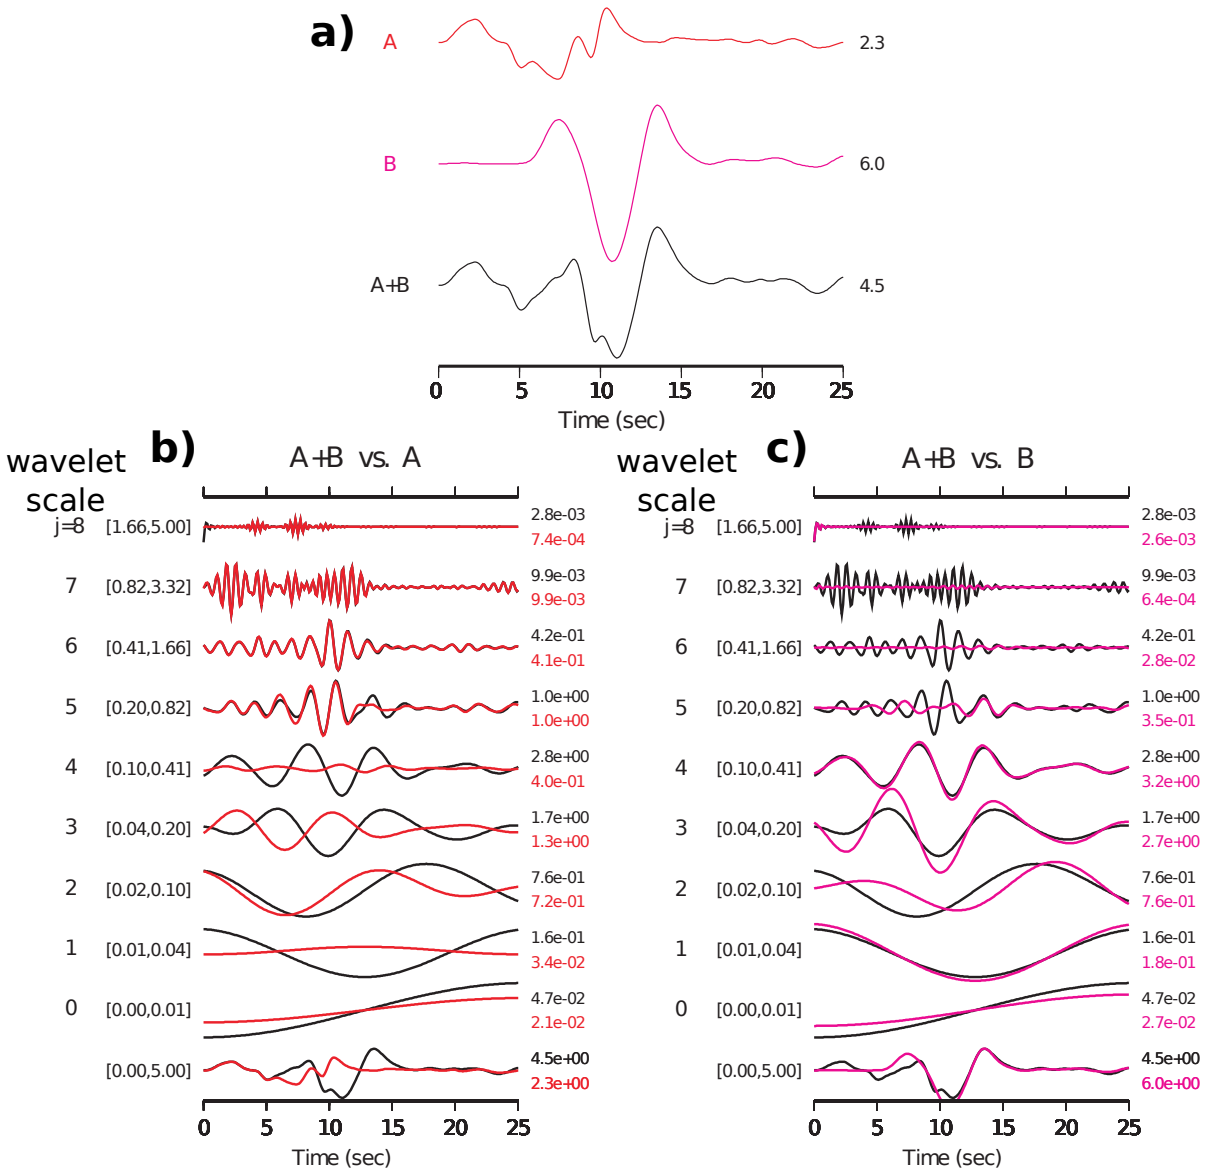 a)
A 2.3
B 6.0
A+B 4.5
0 5 10 15 20 25
Time (sec)
wavelet scale
b) A+B vs. A
j=8 [1.66,5.00] 2.8e-03 7.4e-04
7 [0.82,3.32] 9.9e-03 9.9e-03
6 [0.41,1.66] 4.2e-01 4.1e-01
5 [0.20,0.82] 1.0e+00 1.0e+00
4 [0.10,0.41] 2.8e+00 4.0e-01
3 [0.04,0.20] 1.7e+00 1.3e+00
2 [0.02,0.10] 7.6e-01 7.2e-01
1 [0.01,0.04] 1.6e-01 3.4e-02
0 [0.00,0.01] 4.7e-02 2.1e-02
[0.00,5.00] 4.5e+00 2.3e+00
0 5 10 15 20 25
Time (sec)
wavelet scale
c) A+B vs. B
j=8 [1.66,5.00] 2.8e-03 2.6e-03
7 [0.82,3.32] 9.9e-03 6.4e-04
6 [0.41,1.66] 4.2e-01 2.8e-02
5 [0.20,0.82] 1.0e+00 3.5e-01
4 [0.10,0.41] 2.8e+00 3.2e+00
3 [0.04,0.20] 1.7e+00 2.7e+00
2 [0.02,0.10] 7.6e-01 7.6e-01
1 [0.01,0.04] 1.6e-01 1.8e-01
0 [0.00,0.01] 4.7e-02 2.7e-02
[0.00,5.00] 4.5e+00 6.0e+00
0 5 10 15 20 25
Time (sec)